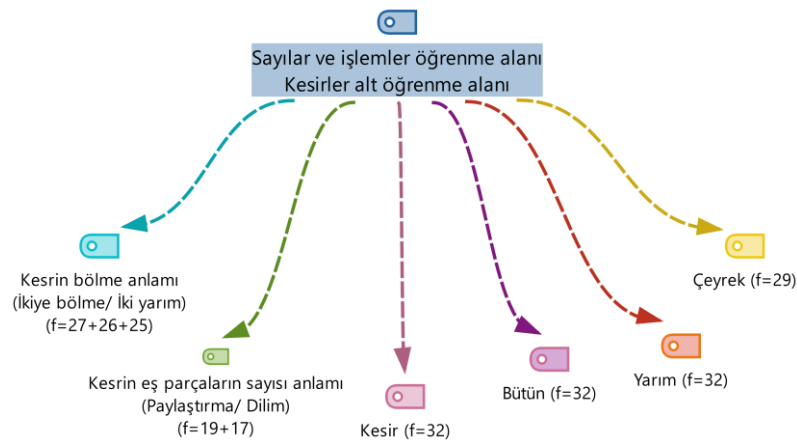 Sayılar ve işlemler öğrenme alanı
Kesirler alt öğrenme alanı
Kesrin bölme anlamı
(İkiye bölme/ İki yarım)
(f=27+26+25)
Kesrin eş parçaların sayısı anlamı
(Paylaştırma/ Dilim)
(f=19+17)
Kesir (f=32)
Bütün (f=32)
Yarım (f=32)
Çeyrek (f=29)